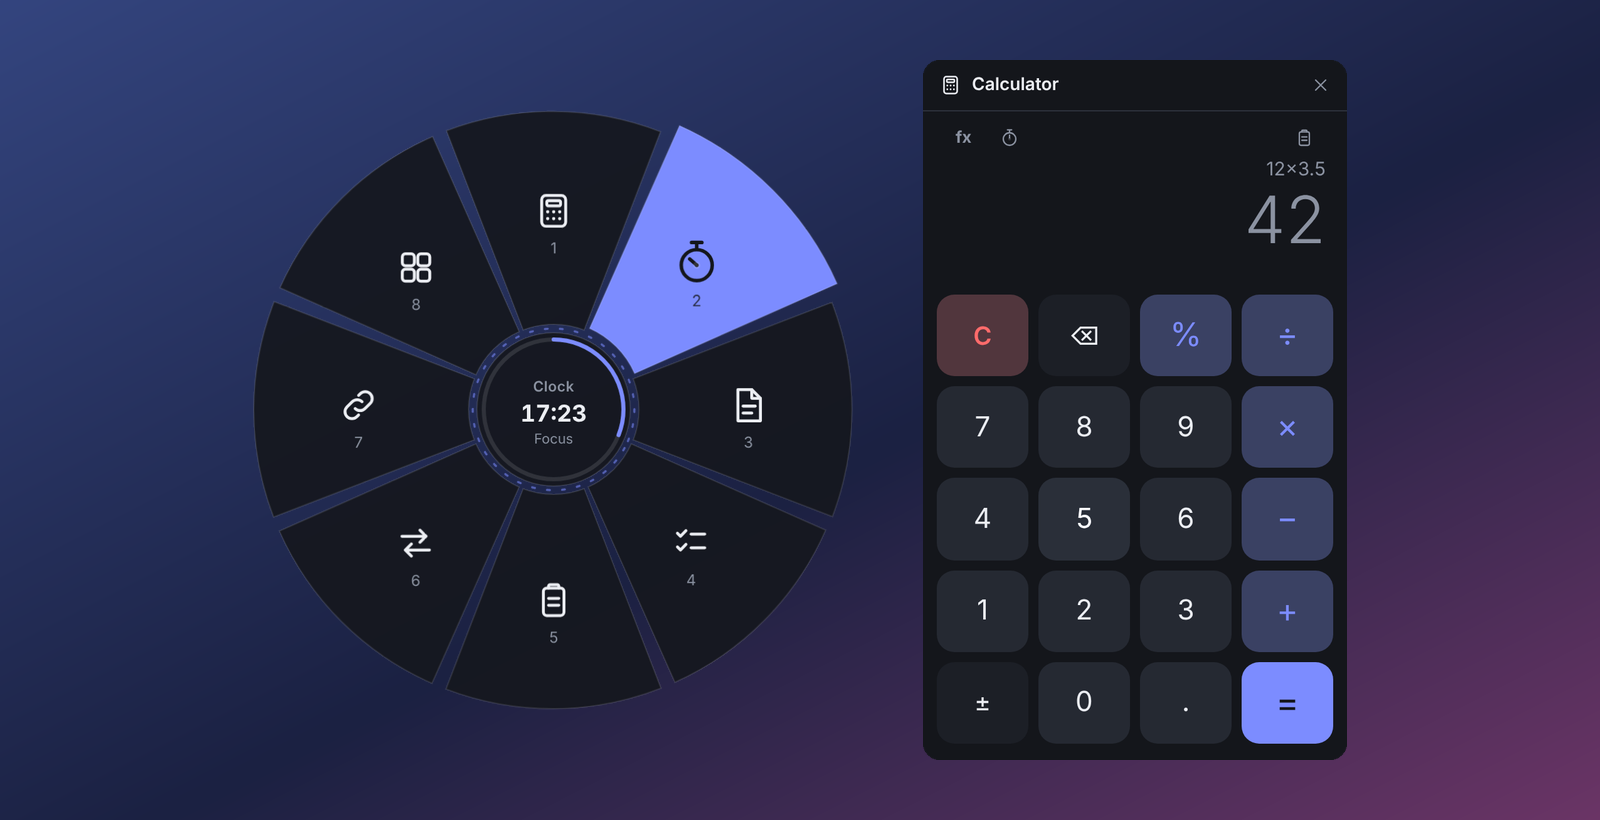 1
2
3
4
5
6
7
8
Clock
17:23
Focus
Calculator
fx
12×3.5
42
C % ÷
7 8 9 ×
4 5 6 −
1 2 3 +
± 0 . =